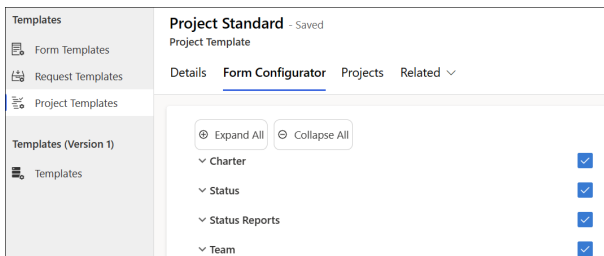 Templates
Form Templates
Request Templates
Project Templates
Templates (Version 1)
Templates
Project Standard - Saved
Project Template
Details Form Configurator Projects Related
Expand All Collapse All
Charter
Status
Status Reports
Team